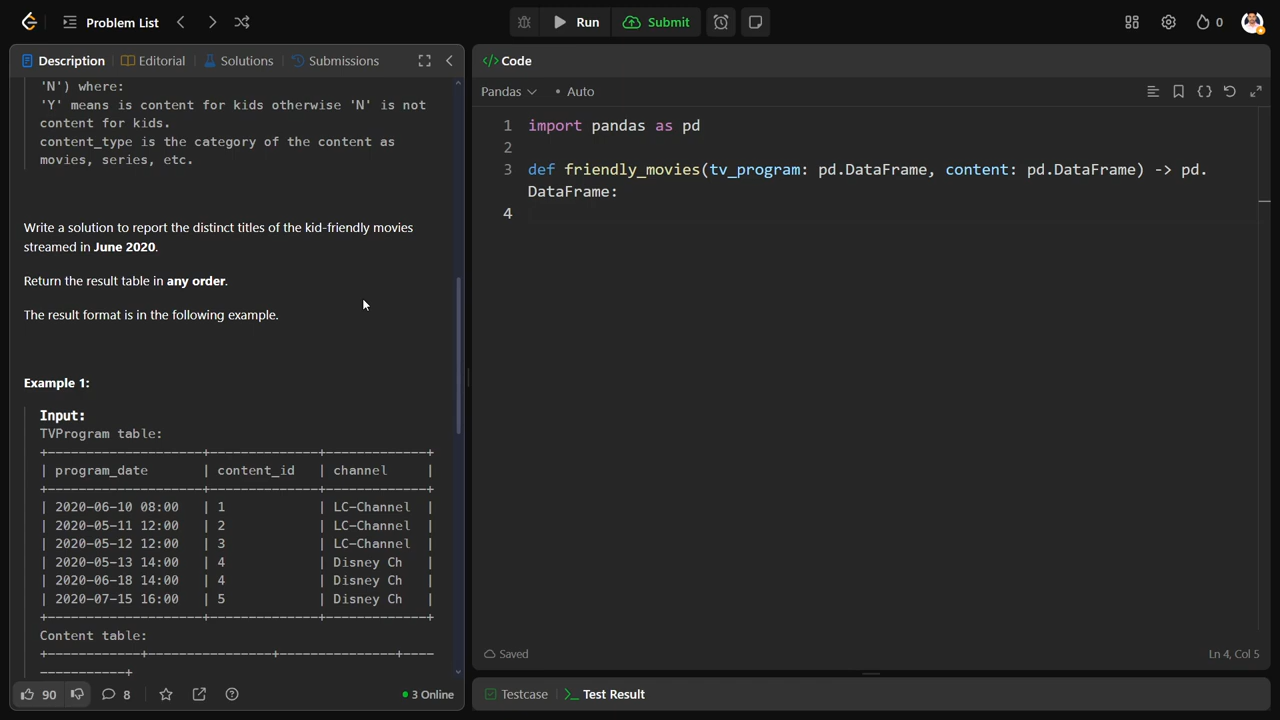 Problem List
Run
Submit
0
Description
Editorial
Solutions
Submissions
</> Code
'N') where:
'Y' means is content for kids otherwise 'N' is not
content for kids.
content_type is the category of the content as
movies, series, etc.
Write a solution to report the distinct titles of the kid-friendly movies
streamed in June 2020.
Return the result table in any order.
The result format is in the following example.
Example 1:
Input:
TVProgram table:
+--------------------+--------------+-------------+
| program_date | content_id | channel |
+--------------------+--------------+-------------+
| 2020-06-10 08:00 | 1 | LC-Channel |
| 2020-05-11 12:00 | 2 | LC-Channel |
| 2020-05-12 12:00 | 3 | LC-Channel |
| 2020-05-13 14:00 | 4 | Disney Ch |
| 2020-06-18 14:00 | 4 | Disney Ch |
| 2020-07-15 16:00 | 5 | Disney Ch |
+--------------------+--------------+-------------+
Content table:
+------------+----------------+---------------+----
-----------+
90
8
3 Online
Pandas
• Auto
1 import pandas as pd
2
3 def friendly_movies(tv_program: pd.DataFrame, content: pd.DataFrame) -> pd.
DataFrame:
4
Saved
Ln 4, Col 5
Testcase
Test Result